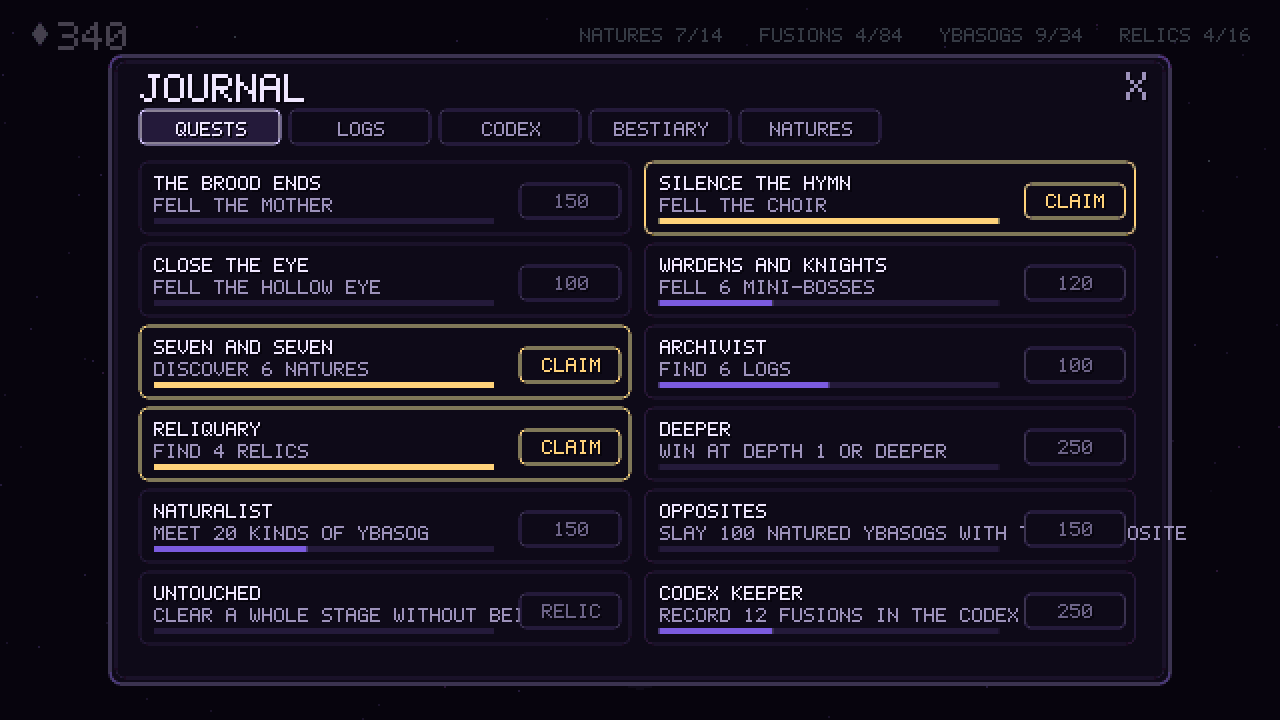 340
NATURES 7/14 FUSIONS 4/84 YBASOGS 9/34 RELICS 4/16
JOURNAL X
QUESTS LOGS CODEX BESTIARY NATURES
THE BROOD ENDS
FELL THE MOTHER
150
SILENCE THE HYMN
FELL THE CHOIR
CLAIM
CLOSE THE EYE
FELL THE HOLLOW EYE
100
WARDENS AND KNIGHTS
FELL 6 MINI-BOSSES
120
SEVEN AND SEVEN
DISCOVER 6 NATURES
CLAIM
ARCHIVIST
FIND 6 LOGS
100
RELIQUARY
FIND 4 RELICS
CLAIM
DEEPER
WIN AT DEPTH 1 OR DEEPER
250
NATURALIST
MEET 20 KINDS OF YBASOG
150
OPPOSITES
SLAY 100 NATURED YBASOGS WITH
150
UNTOUCHED
CLEAR A WHOLE STAGE WITHOUT
RELIC
CODEX KEEPER
RECORD 12 FUSIONS IN THE CODEX
250